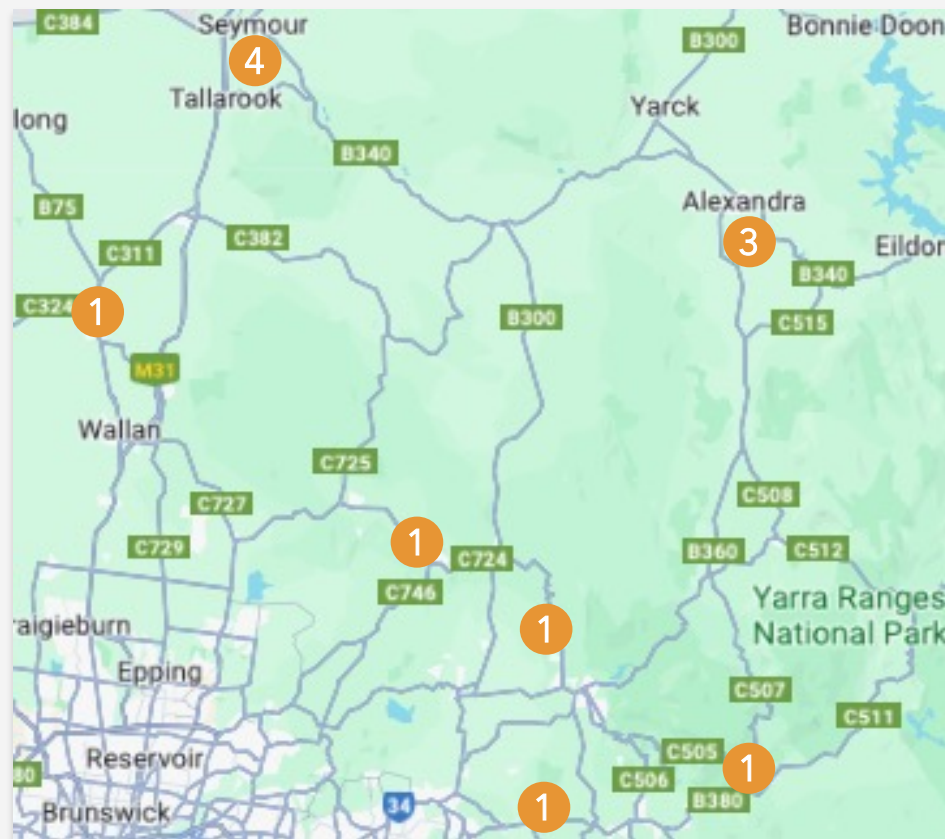 C384
Seymour
B300
Bonnie Doon
4
Tallarook
Yarck
long
B340
B75
Alexandra
C382
3
C311
Eildon
B340
C324
1
B300
C515
M31
Wallan
C725
C508
C727
1
C729
C724
B360
C512
C746
Yarra Ranges
National Park
raigieburn
1
Epping
C507
C511
Reservoir
C505
1
80
C506
B380
34
1
Brunswick